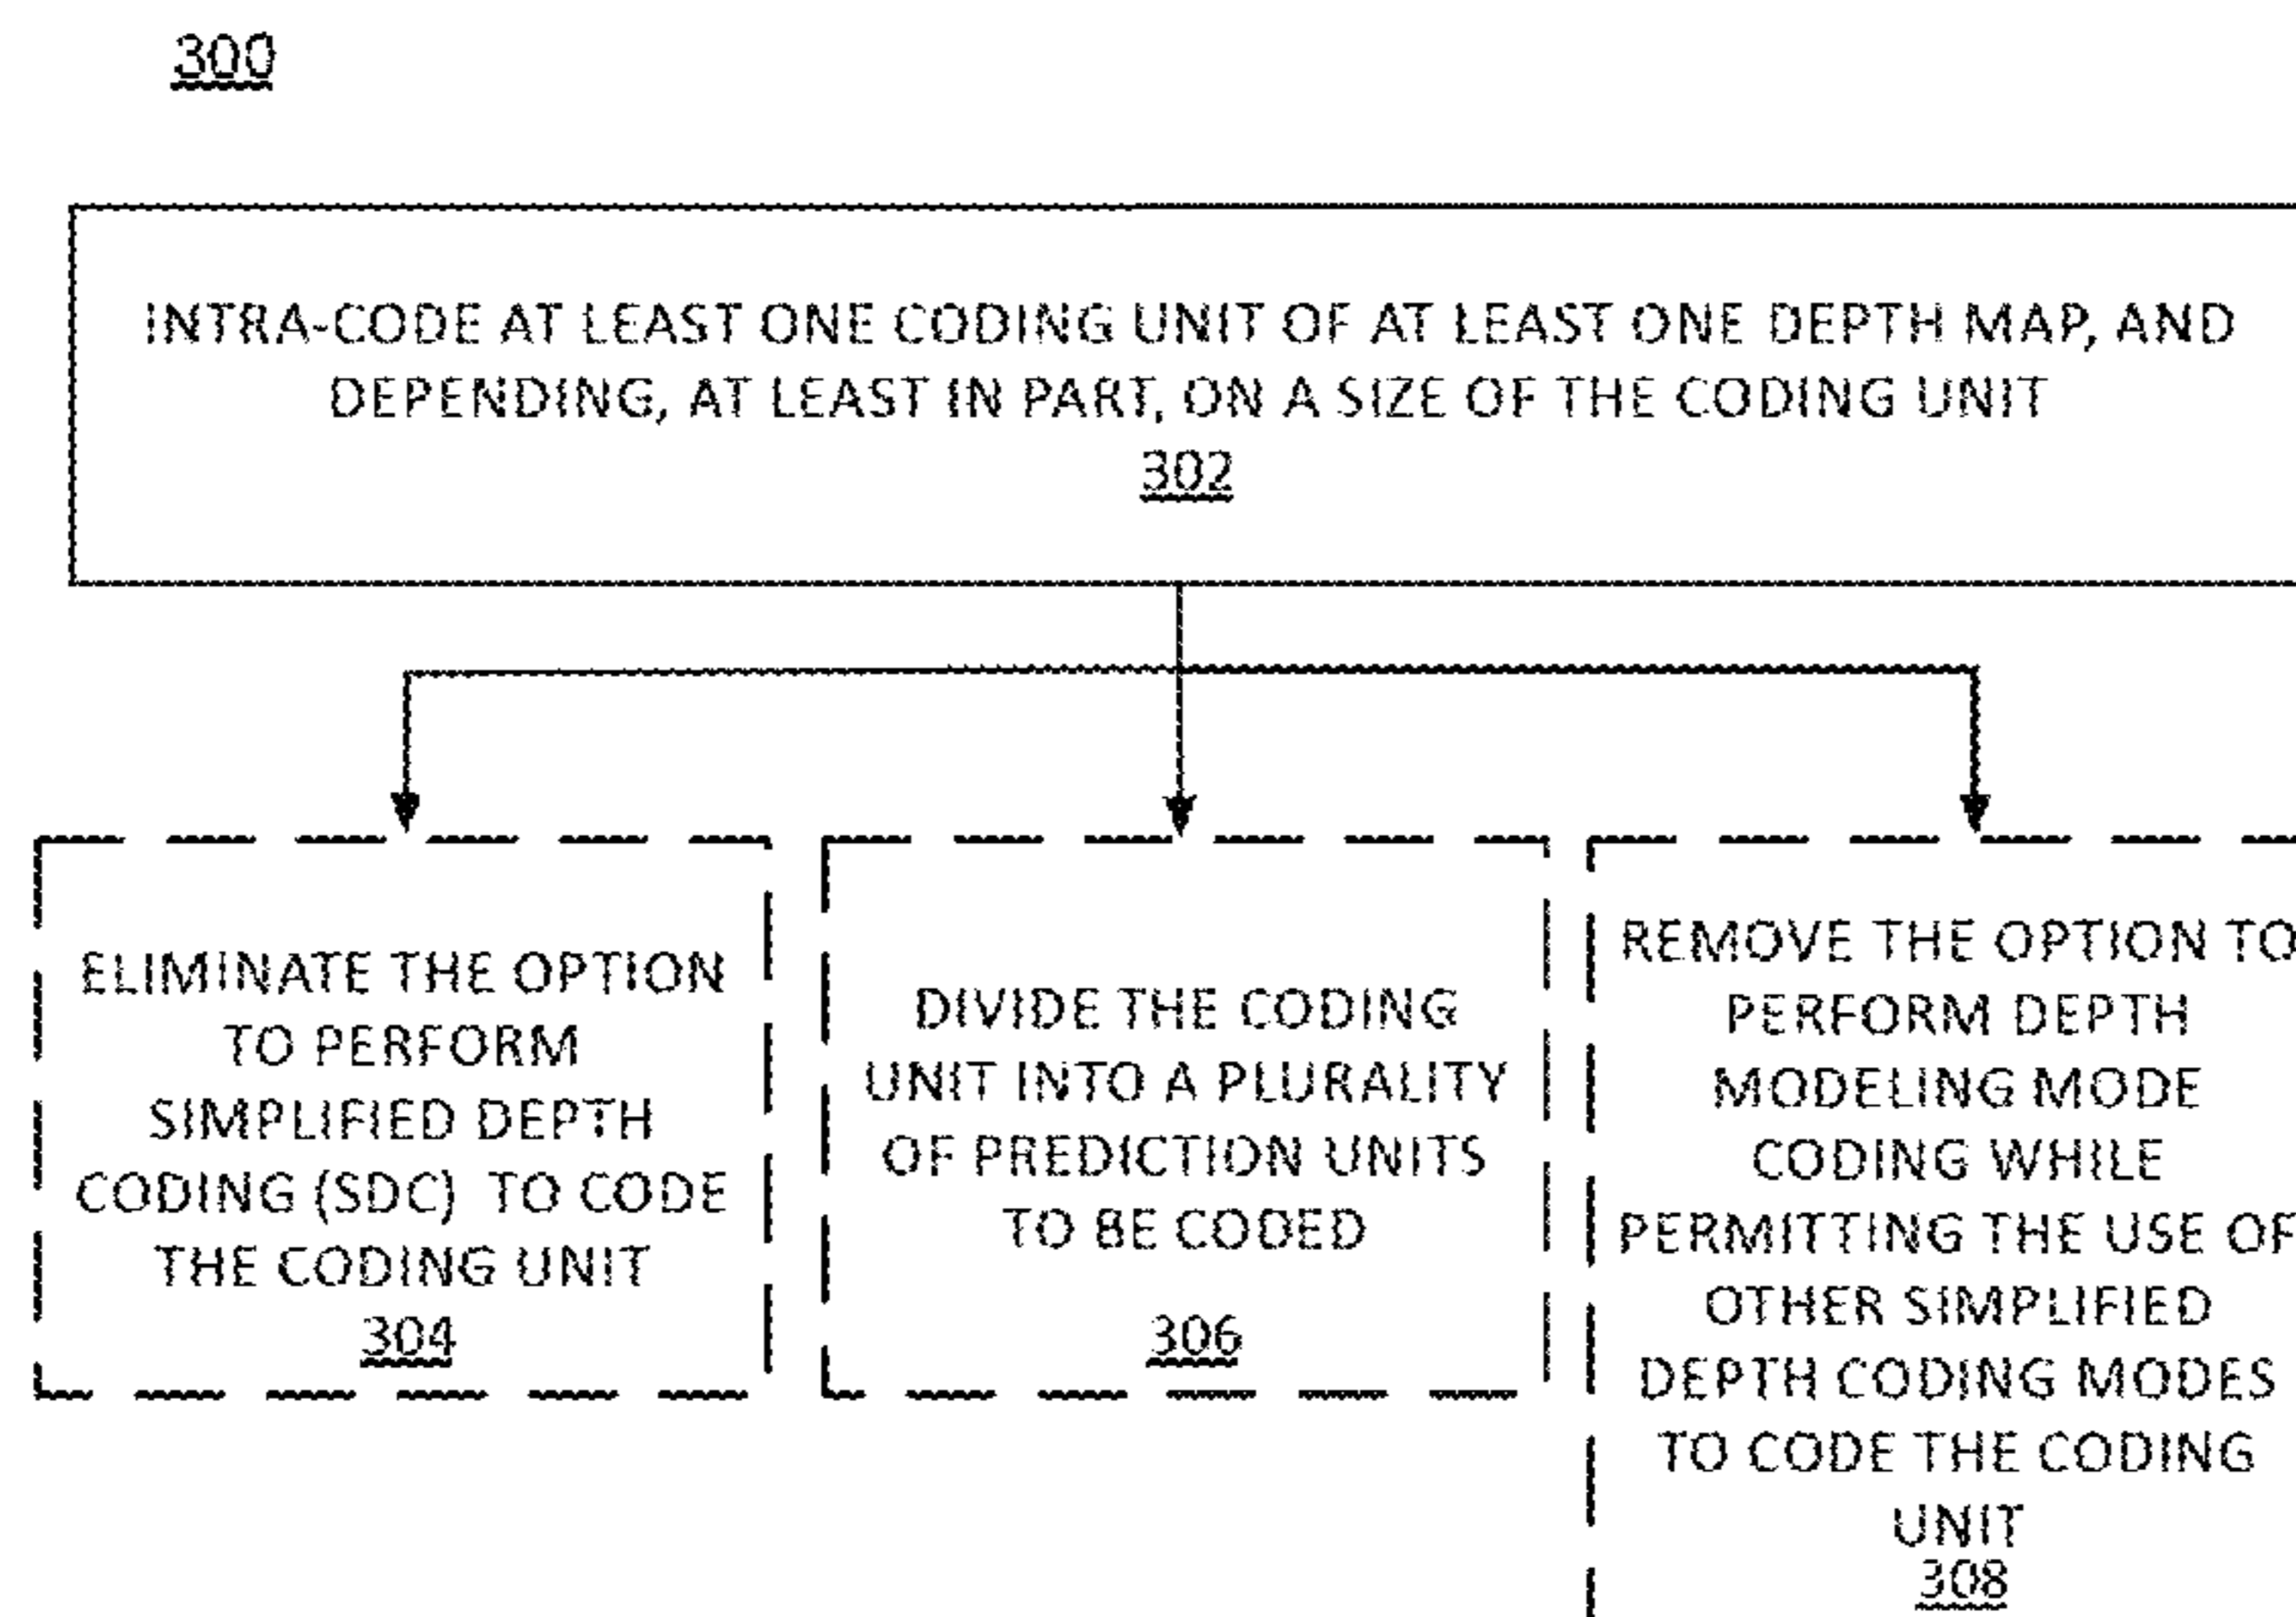 300
INTRA-CODE AT LEAST ONE CODING UNIT OF AT LEAST ONE DEPTH MAP, AND
DEPENDING, AT LEAST IN PART, ON A SIZE OF THE CODING UNIT
302
ELIMINATE THE OPTION
TO PERFORM
SIMPLIFIED DEPTH
CODING (SDC) TO CODE
THE CODING UNIT
304
DIVIDE THE CODING
UNIT INTO A PLURALITY
OF PREDICTION UNITS
TO BE CODED
306
REMOVE THE OPTION TO
PERFORM DEPTH
MODELING MODE
CODING WHILE
PERMITTING THE USE OF
OTHER SIMPLIFIED
DEPTH CODING MODES
TO CODE THE CODING
UNIT
308